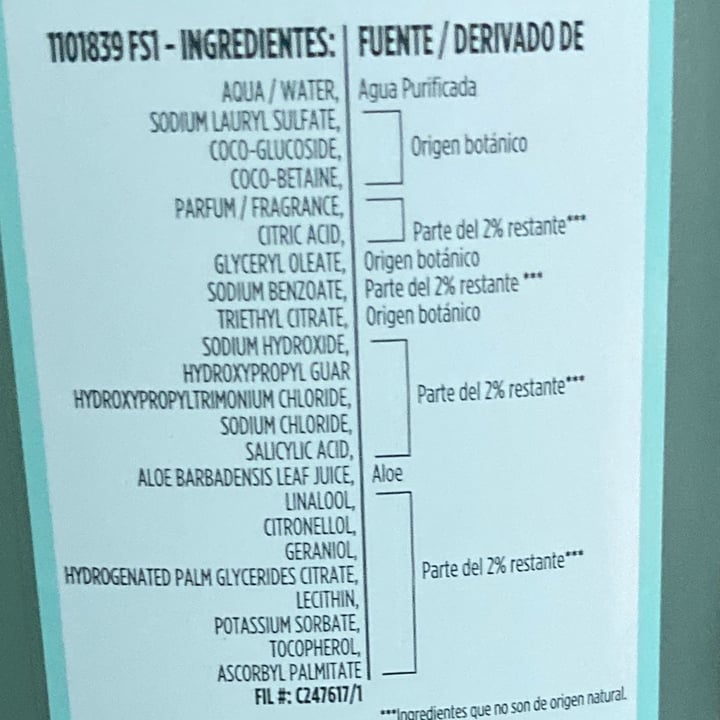 1101839 FS1 - INGREDIENTES: FUENTE / DERIVADO DE
AQUA / WATER, Agua Purificada
SODIUM LAURYL SULFATE,
COCO-GLUCOSIDE, Origen botánico
COCO-BETAINE,
PARFUM / FRAGRANCE,
CITRIC ACID, Parte del 2% restante***
GLYCERYL OLEATE, Origen botánico
SODIUM BENZOATE, Parte del 2% restante ***
TRIETHYL CITRATE, Origen botánico
SODIUM HYDROXIDE,
HYDROXYPROPYL GUAR
HYDROXYPROPYLTRIMONIUM CHLORIDE, Parte del 2% restante***
SODIUM CHLORIDE,
SALICYLIC ACID,
ALOE BARBADENSIS LEAF JUICE, Aloe
LINALOOL,
CITRONELLOL,
GERANIOL,
HYDROGENATED PALM GLYCERIDES CITRATE, Parte del 2% restante***
LECITHIN,
POTASSIUM SORBATE,
TOCOPHEROL,
ASCORBYL PALMITATE
FIL #: C247617/1
***Ingredientes que no son de origen natural.